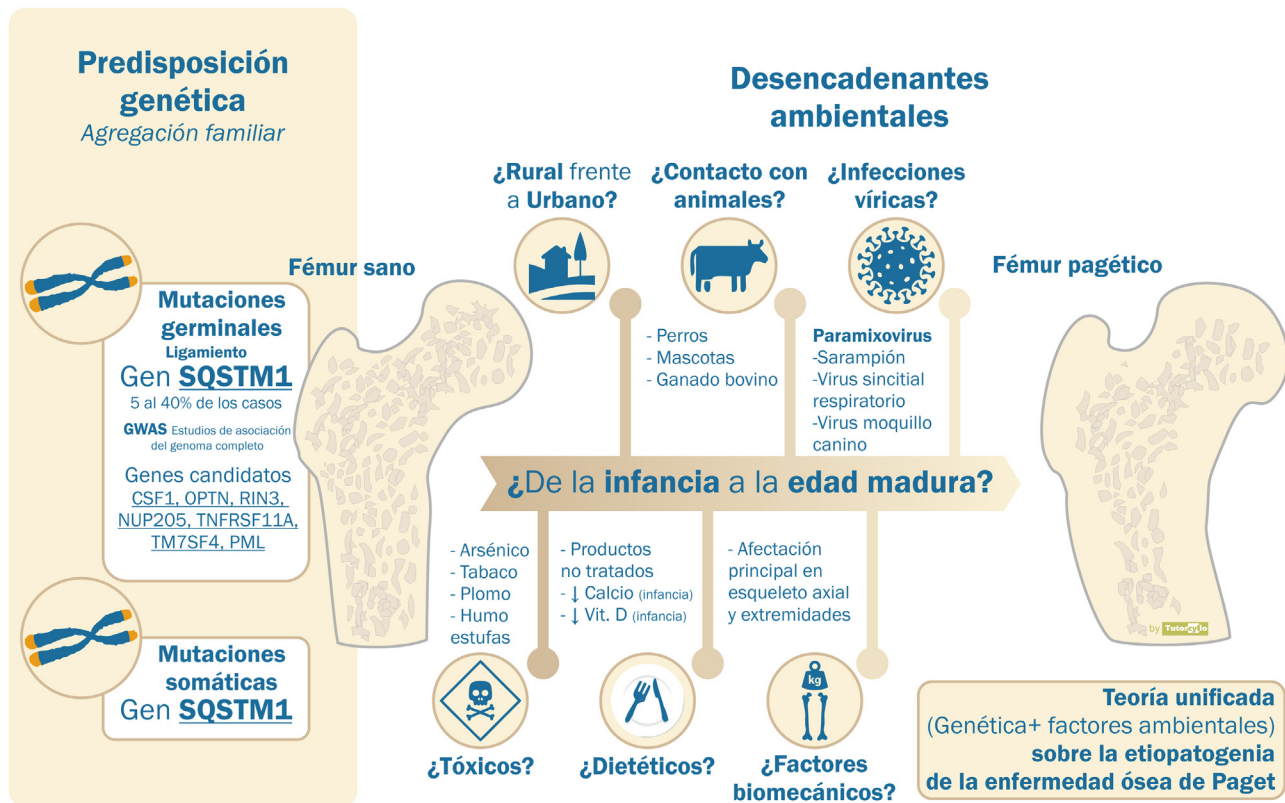 Predisposición
genética
Agregación familiar
Mutaciones
germinales
Ligamiento
Gen SQSTM1
5 al 40% de los casos
GWAS Estudios de asociación
del genoma completo
Genes candidatos
CSF1, OPTN, RIN3,
NUP205, TNFRSF11A,
TM7SF4, PML
Mutaciones
somáticas
Gen SQSTM1
Fémur sano
Desencadenantes
ambientales
¿Rural frente
a Urbano?
¿Contacto con
animales?
- Perros
- Mascotas
- Ganado bovino
¿Infecciones
víricas?
Paramixovirus
-Sarampión
-Virus sincitial
respiratorio
-Virus moquillo
canino
¿De la infancia a la edad madura?
- Arsénico
- Tabaco
- Plomo
- Humo
estufas
¿Tóxicos?
- Productos
no tratados
- ↓ Calcio (infancia)
- ↓ Vit. D (infancia)
¿Dietéticos?
- Afectación
principal en
esqueleto axial
y extremidades
kg
¿Factores
biomecánicos?
Fémur pagético
by Tutorcylo
Teoría unificada
(Genética+ factores ambientales)
sobre la etiopatogenia
de la enfermedad ósea de Paget